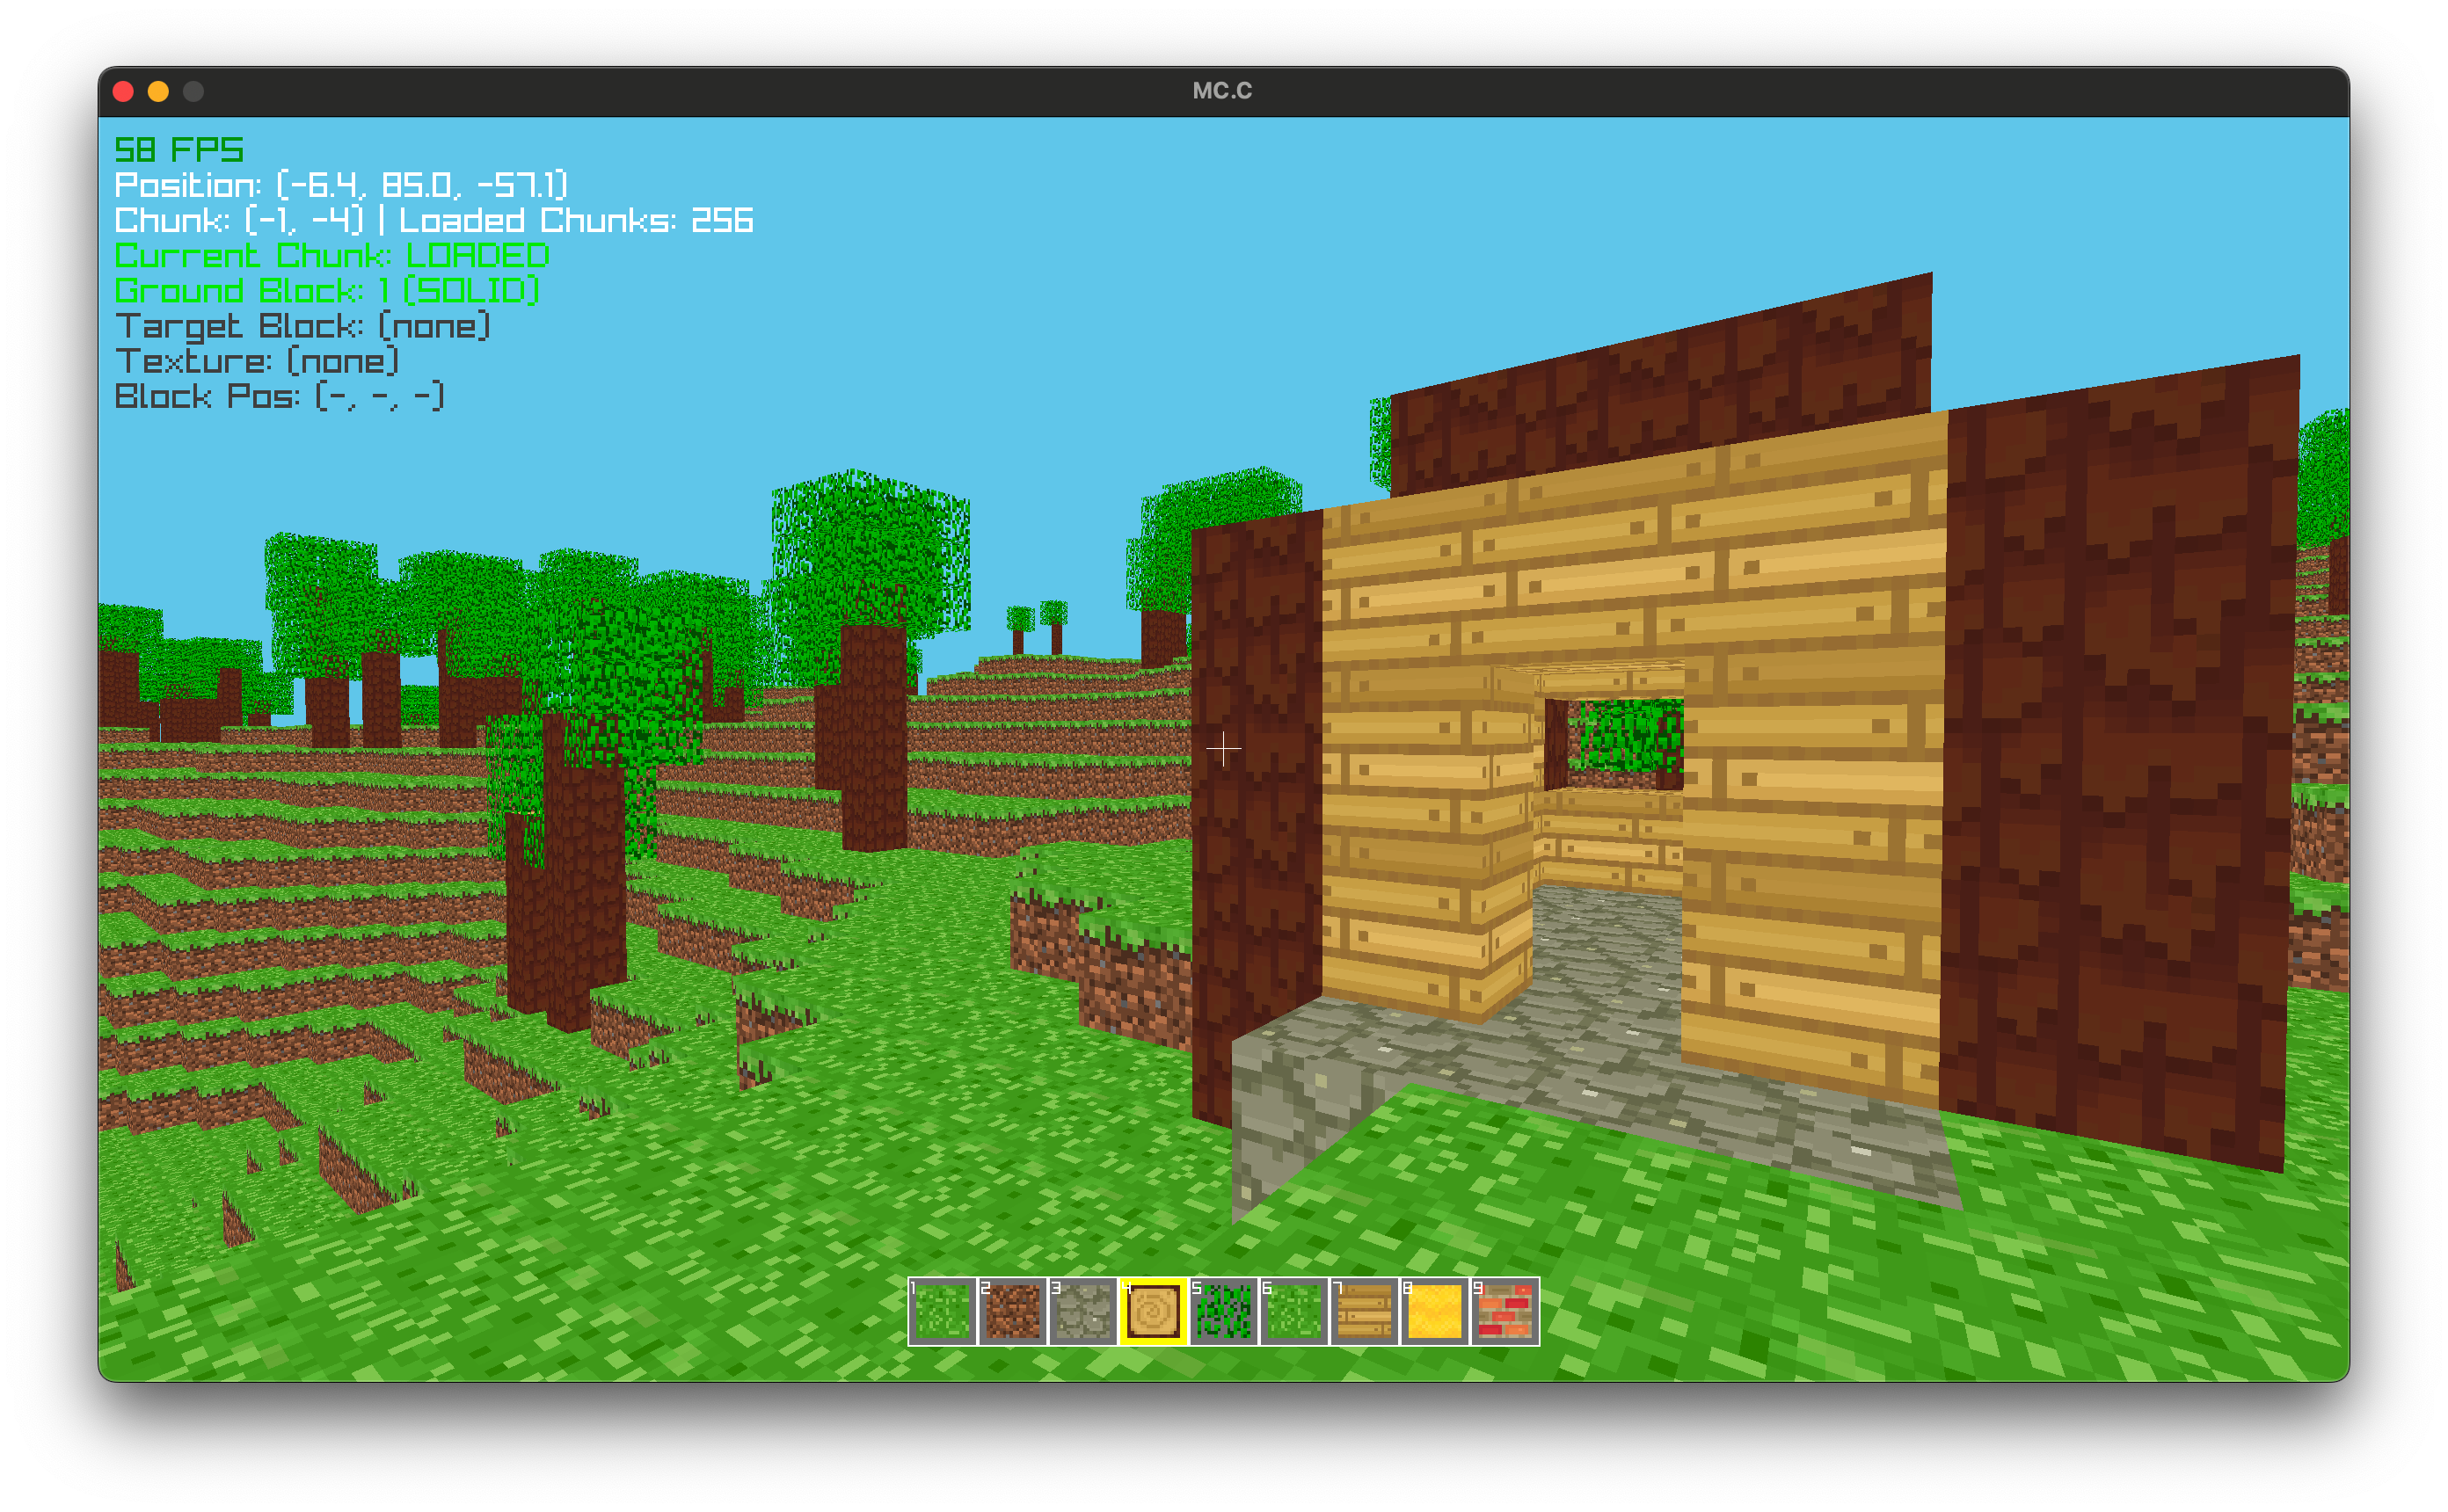 MC.C
58 FPS
Position: (-6.4, 85.0, -57.1)
Chunk: (-1, -4) | Loaded Chunks: 256
Current Chunk: LOADED
Ground Block: 1 (SOLID)
Target Block: (none)
Texture: (none)
Block Pos: (-, -, -)
1 2 3 4 5 6 7 8 9